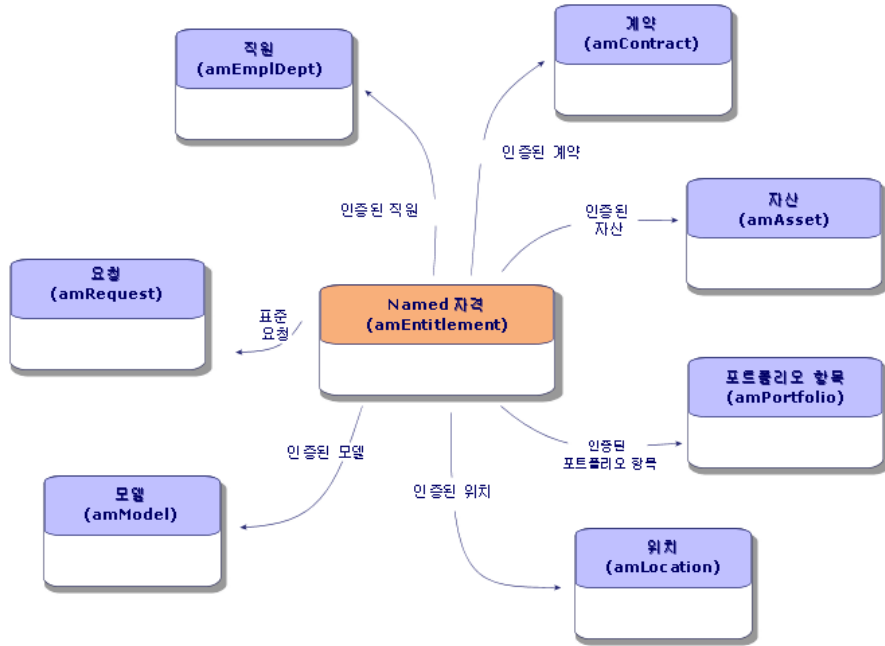 직원
(amEmplDept)
계약
(amContract)
인증된 계약
인증된 직원
인증된
자산
자산
(amAsset)
요청
(amRequest)
표준
요청
Named 자격
(amEntitlement)
포트폴리오 항목
(amPortfolio)
인증된 모델
인증된
포트폴리오 항목
인증된 위치
모델
(amModel)
위치
(amLocation)